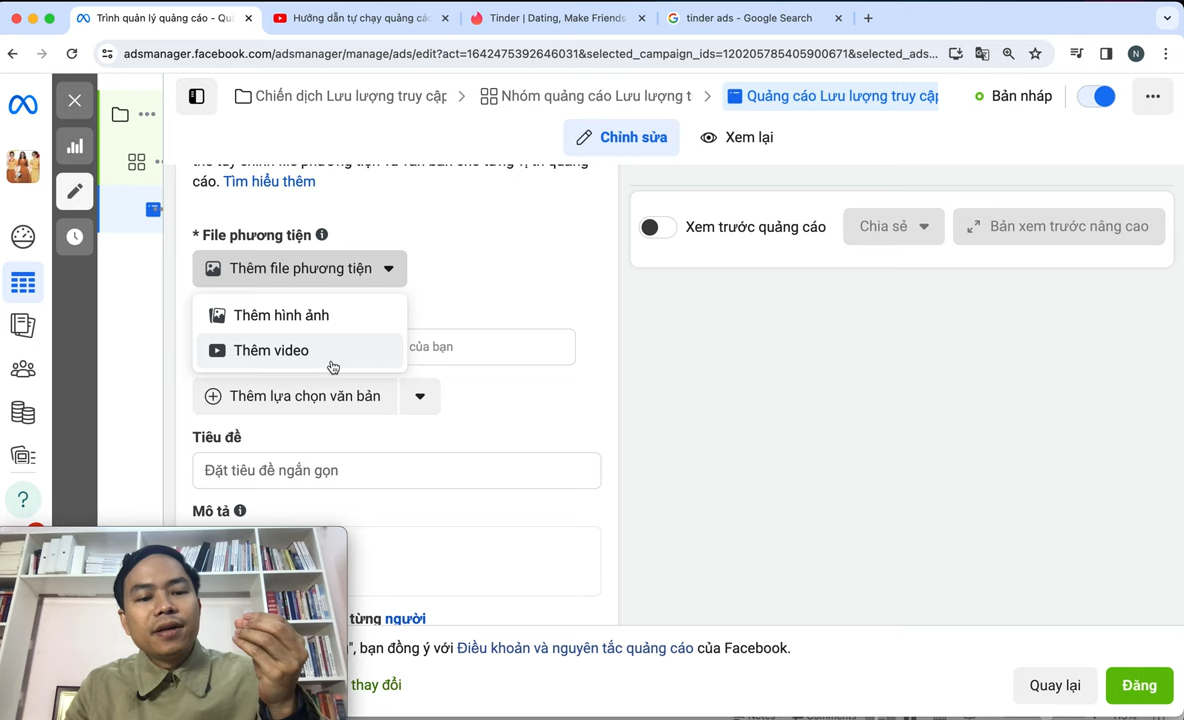 Trình quản lý quảng cáo - Qu
Hướng dẫn tự chạy quảng cá
Tinder | Dating, Make Friends
tinder ads - Google Search
adsmanager.facebook.com/adsmanager/manage/ads/edit?act=1642475392646031&selected_campaign_ids=120205785405900671&selected_ads...
N
Chiến dịch Lưu lượng truy cập
Nhóm quảng cáo Lưu lượng t
Quảng cáo Lưu lượng truy cập
Bản nháp
Chỉnh sửa
Xem lại
cáo. Tìm hiểu thêm
* File phương tiện
Xem trước quảng cáo
Chia sẻ
Bản xem trước nâng cao
Thêm file phương tiện
Thêm hình ảnh
Thêm video
của bạn
Thêm lựa chọn văn bản
Tiêu đề
Đặt tiêu đề ngắn gọn
Mô tả
từng người
", bạn đồng ý với Điều khoản và nguyên tắc quảng cáo của Facebook.
thay đổi
Quay lại
Đăng